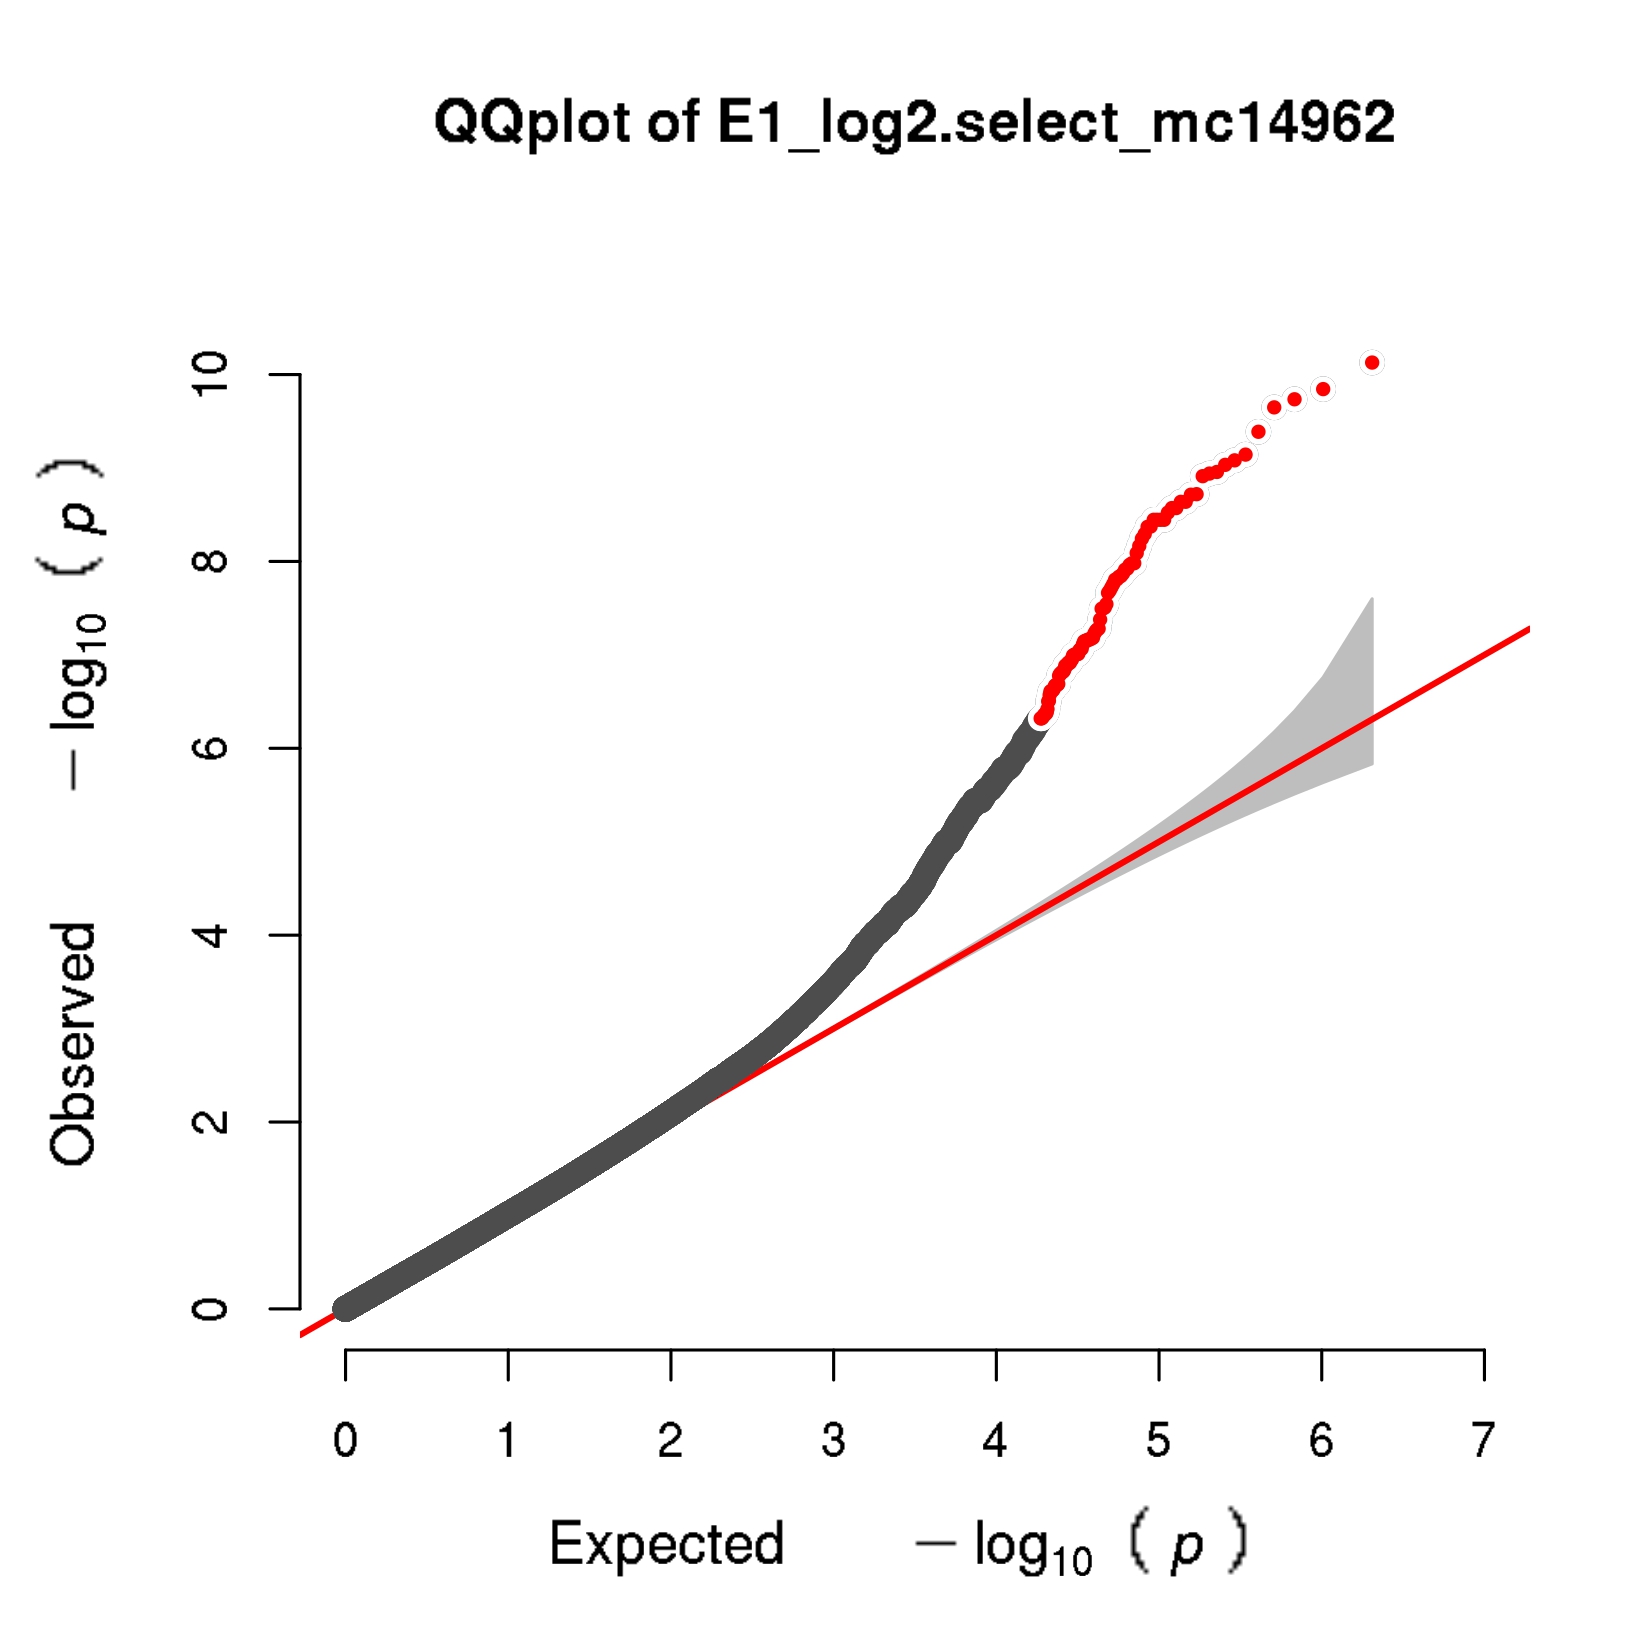 QQplot of E1_log2.select_mc14962
Observed −log10 (p)
10
8
6
4
2
0
0 1 2 3 4 5 6 7
Expected −log10 (p)